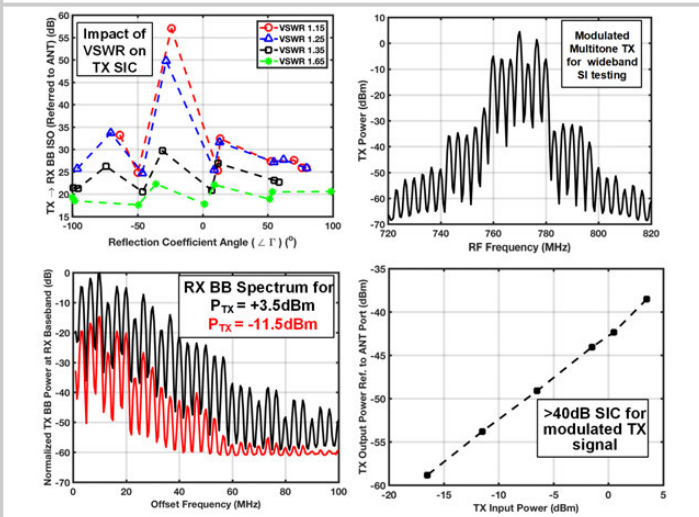 Impact of
VSWR on
TX SIC
VSWR 1.15
VSWR 1.25
VSWR 1.35
VSWR 1.65
TX → RX BB ISO (Referred to ANT) (dB)
60
55
50
45
40
35
30
25
20
15
-100
-50
0
50
100
Reflection Coefficient Angle (∠Γ) (⁰)
Modulated
Multitone TX
for wideband
SI testing
TX Power (dBm)
10
0
-10
-20
-30
-40
-50
-60
-70
720
740
760
780
800
820
RF Frequency (MHz)
RX BB Spectrum for
PTX = +3.5dBm
PTX = -11.5dBm
Normalized TX BB Power at RX Baseband (dB)
0
-10
-20
-30
-40
-50
-60
-70
0
20
40
60
80
100
Offset Frequency (MHz)
>40dB SIC for
modulated TX
signal
TX Output Power Ref. to ANT Port (dBm)
-35
-40
-45
-50
-55
-60
-20
-15
-10
-5
0
5
TX Input Power (dBm)